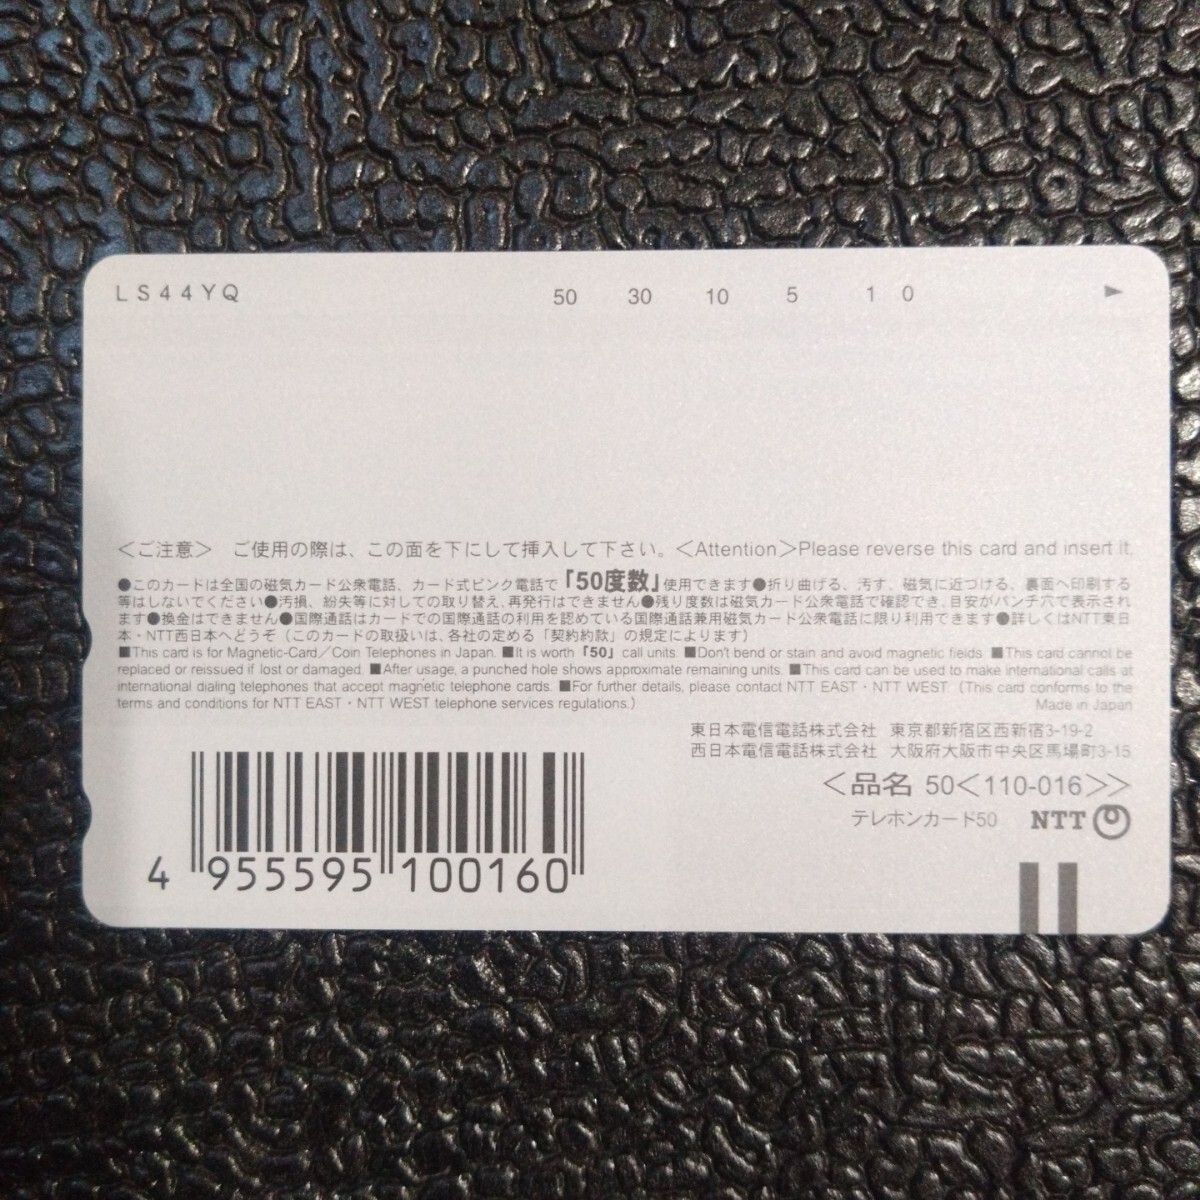 LS44YQ 50 30 10 5 1 0 ►
＜ご注意＞ ご使用の際は、この面を下にして挿入して下さい。＜Attention＞Please reverse this card and insert it.
●このカードは全国の磁気カード公衆電話、カード式ピンク電話で「50度数」使用できます●折り曲げる、汚す、磁気に近づける、裏面へ印刷する
等はしないでください●汚損、紛失等に対しての取り替え、再発行はできません●残り度数は磁気カード公衆電話で確認でき、目安がパンチ穴で表示され
ます●換金はできません●国際通話はカードでの国際通話の利用を認めている国際通話兼用磁気カード公衆電話に限り利用できます●詳しくはNTT東日
本・NTT西日本へどうぞ（このカードの取扱いは、各社の定める「契約約款」の規定によります）
■This card is for Magnetic-Card／Coin Telephones in Japan. ■It is worth「50」call units. ■Don't bend or stain and avoid magnetic fields. ■This card cannot be
replaced or reissued if lost or damaged. ■After usage, a punched hole shows approximate remaining units. ■This card can be used to make international calls at
international dialing telephones that accept magnetic telephone cards. ■For further details, please contact NTT EAST・NTT WEST.（This card conforms to the
terms and conditions for NTT EAST・NTT WEST telephone services regulations.） Made in Japan
東日本電信電話株式会社 東京都新宿区西新宿3-19-2
西日本電信電話株式会社 大阪府大阪市中央区馬場町3-15
＜品名 50＜110-016＞＞
テレホンカード50 NTT
4 955595 100160